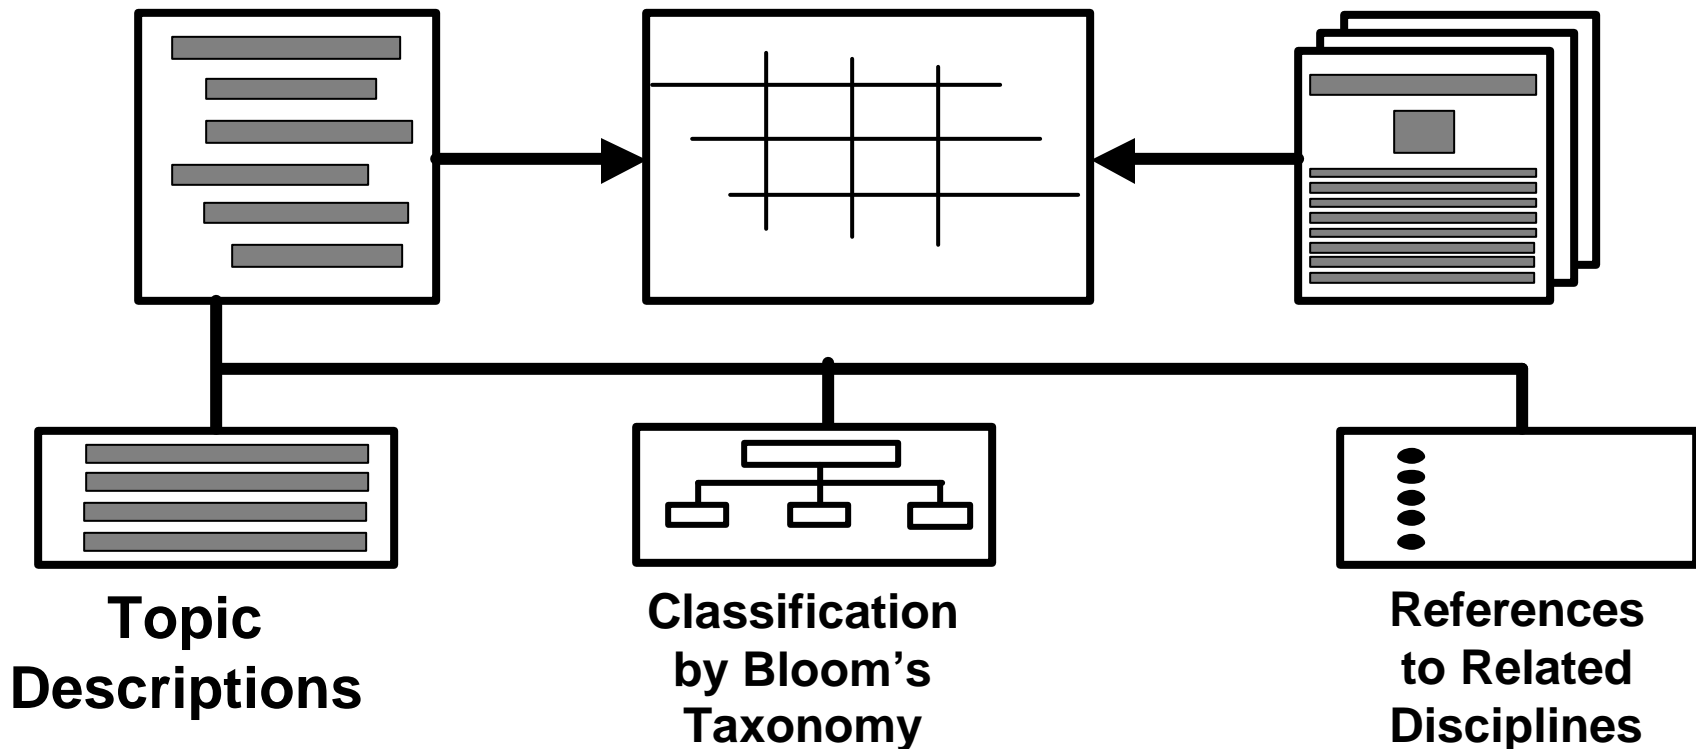 Topic
Descriptions
Classification
by Bloom’s
Taxonomy
References
to Related
Disciplines